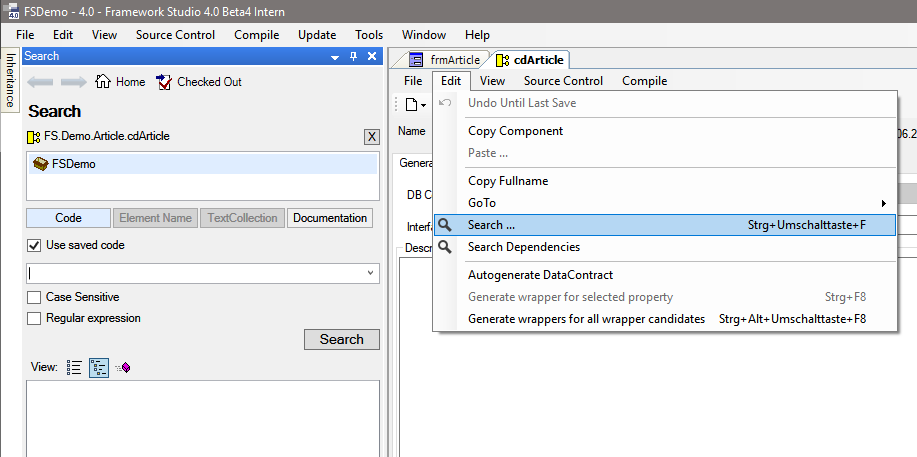 4.0
FSDemo - 4.0 - Framework Studio 4.0 Beta4 Intern
File Edit View Source Control Compile Update Tools Window Help
Inheritance
Search
Home Checked Out
Search
FS.Demo.Article.cdArticle X
FSDemo
Code Element Name TextCollection Documentation
Use saved code
Case Sensitive
Regular expression
Search
View:
frmArticle cdArticle
File Edit View Source Control Compile
Name 06.2
Genera
DB C
Interfa
Descr
Undo Until Last Save
Copy Component
Paste ...
Copy Fullname
GoTo
Search ... Strg+Umschalttaste+F
Search Dependencies
Autogenerate DataContract
Generate wrapper for selected property Strg+F8
Generate wrappers for all wrapper candidates Strg+Alt+Umschalttaste+F8